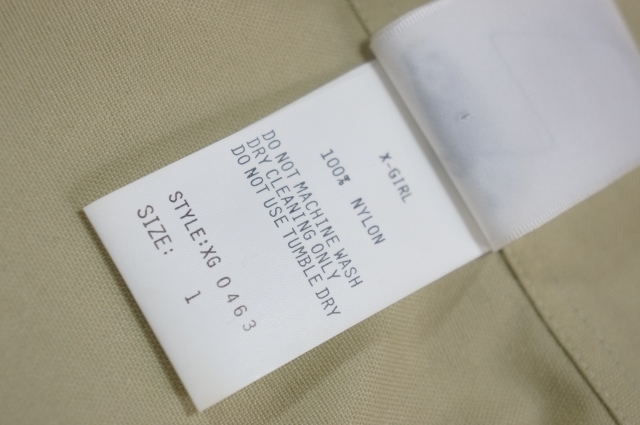 X-GIRL
100% NYLON
DO NOT MACHINE WASH
DRY CLEANING ONLY
DO NOT USE TUMBLE DRY
STYLE:XG 0463
SIZE: 1